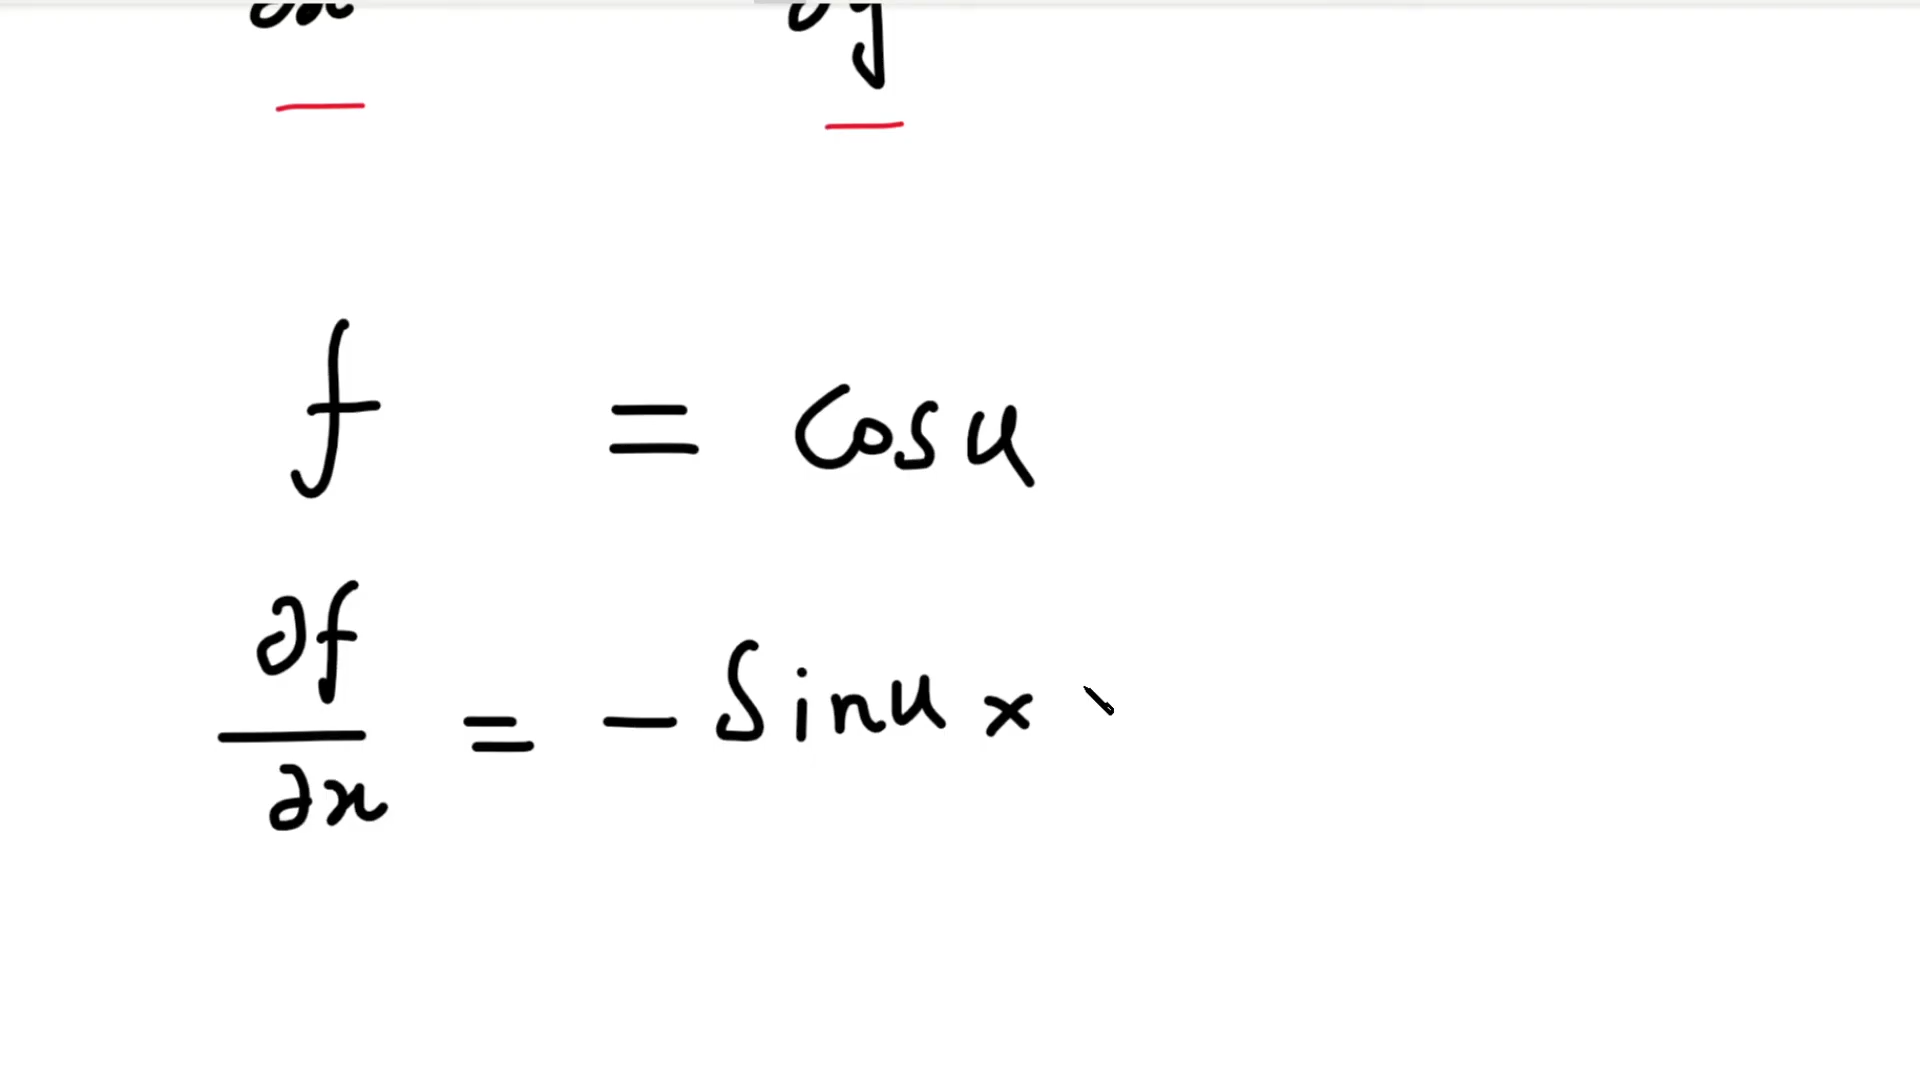 ∂x ∂y
f = cos u
∂f/∂x = - sin u ×